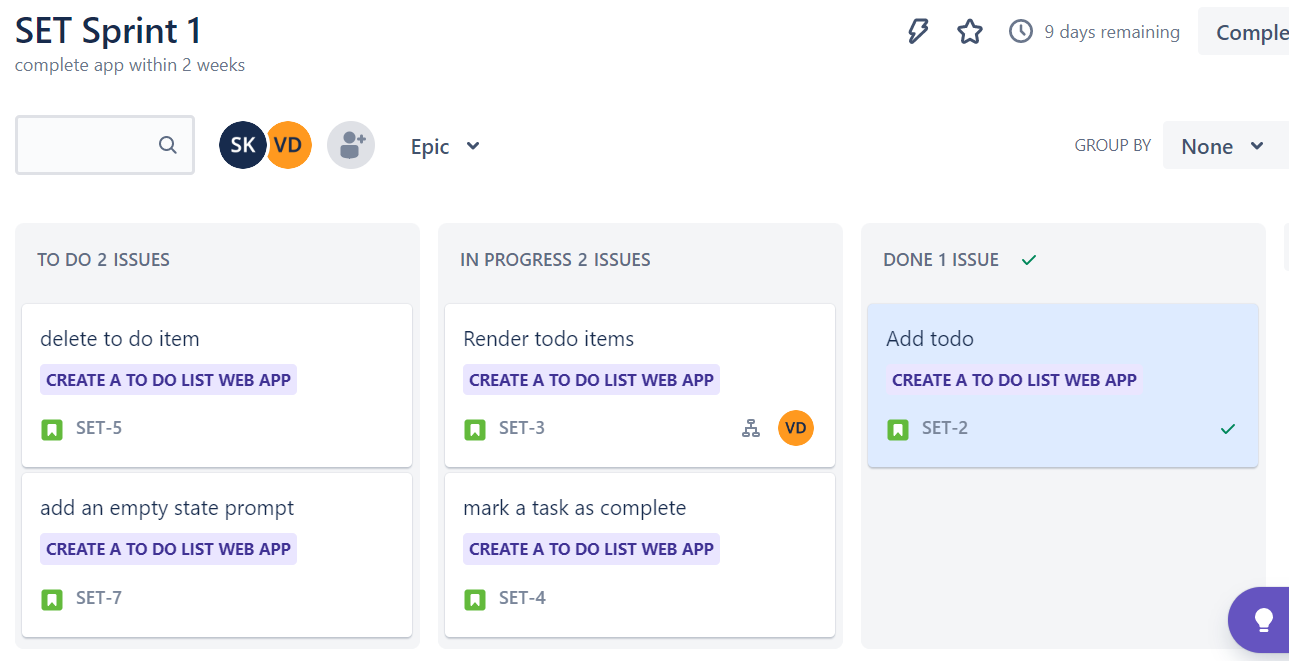 SET Sprint 1
9 days remaining
Comple
complete app within 2 weeks
SK
VD
Epic
GROUP BY
None
TO DO 2 ISSUES
delete to do item
CREATE A TO DO LIST WEB APP
SET-5
add an empty state prompt
CREATE A TO DO LIST WEB APP
SET-7
IN PROGRESS 2 ISSUES
Render todo items
CREATE A TO DO LIST WEB APP
SET-3
VD
mark a task as complete
CREATE A TO DO LIST WEB APP
SET-4
DONE 1 ISSUE
Add todo
CREATE A TO DO LIST WEB APP
SET-2